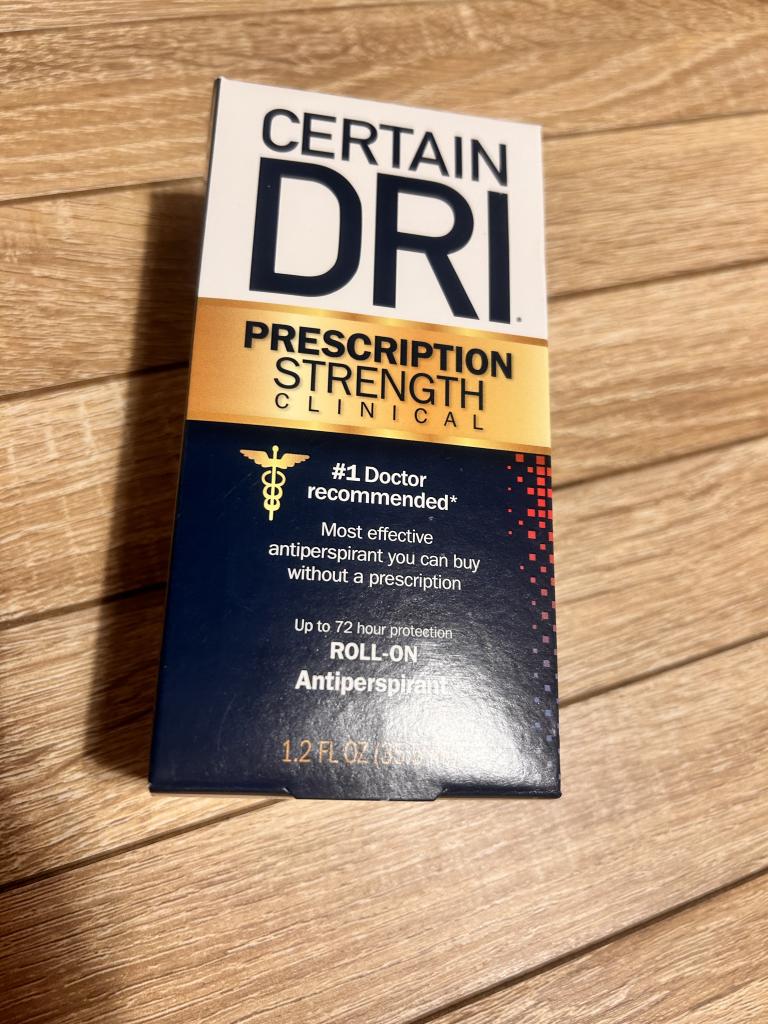 CERTAIN
DRI
PRESCRIPTION
STRENGTH
CLINICAL
#1 Doctor
recommended*
Most effective
antiperspirant you can buy
without a prescription
Up to 72 hour protection
ROLL-ON
Antiperspirant
1.2 FL OZ